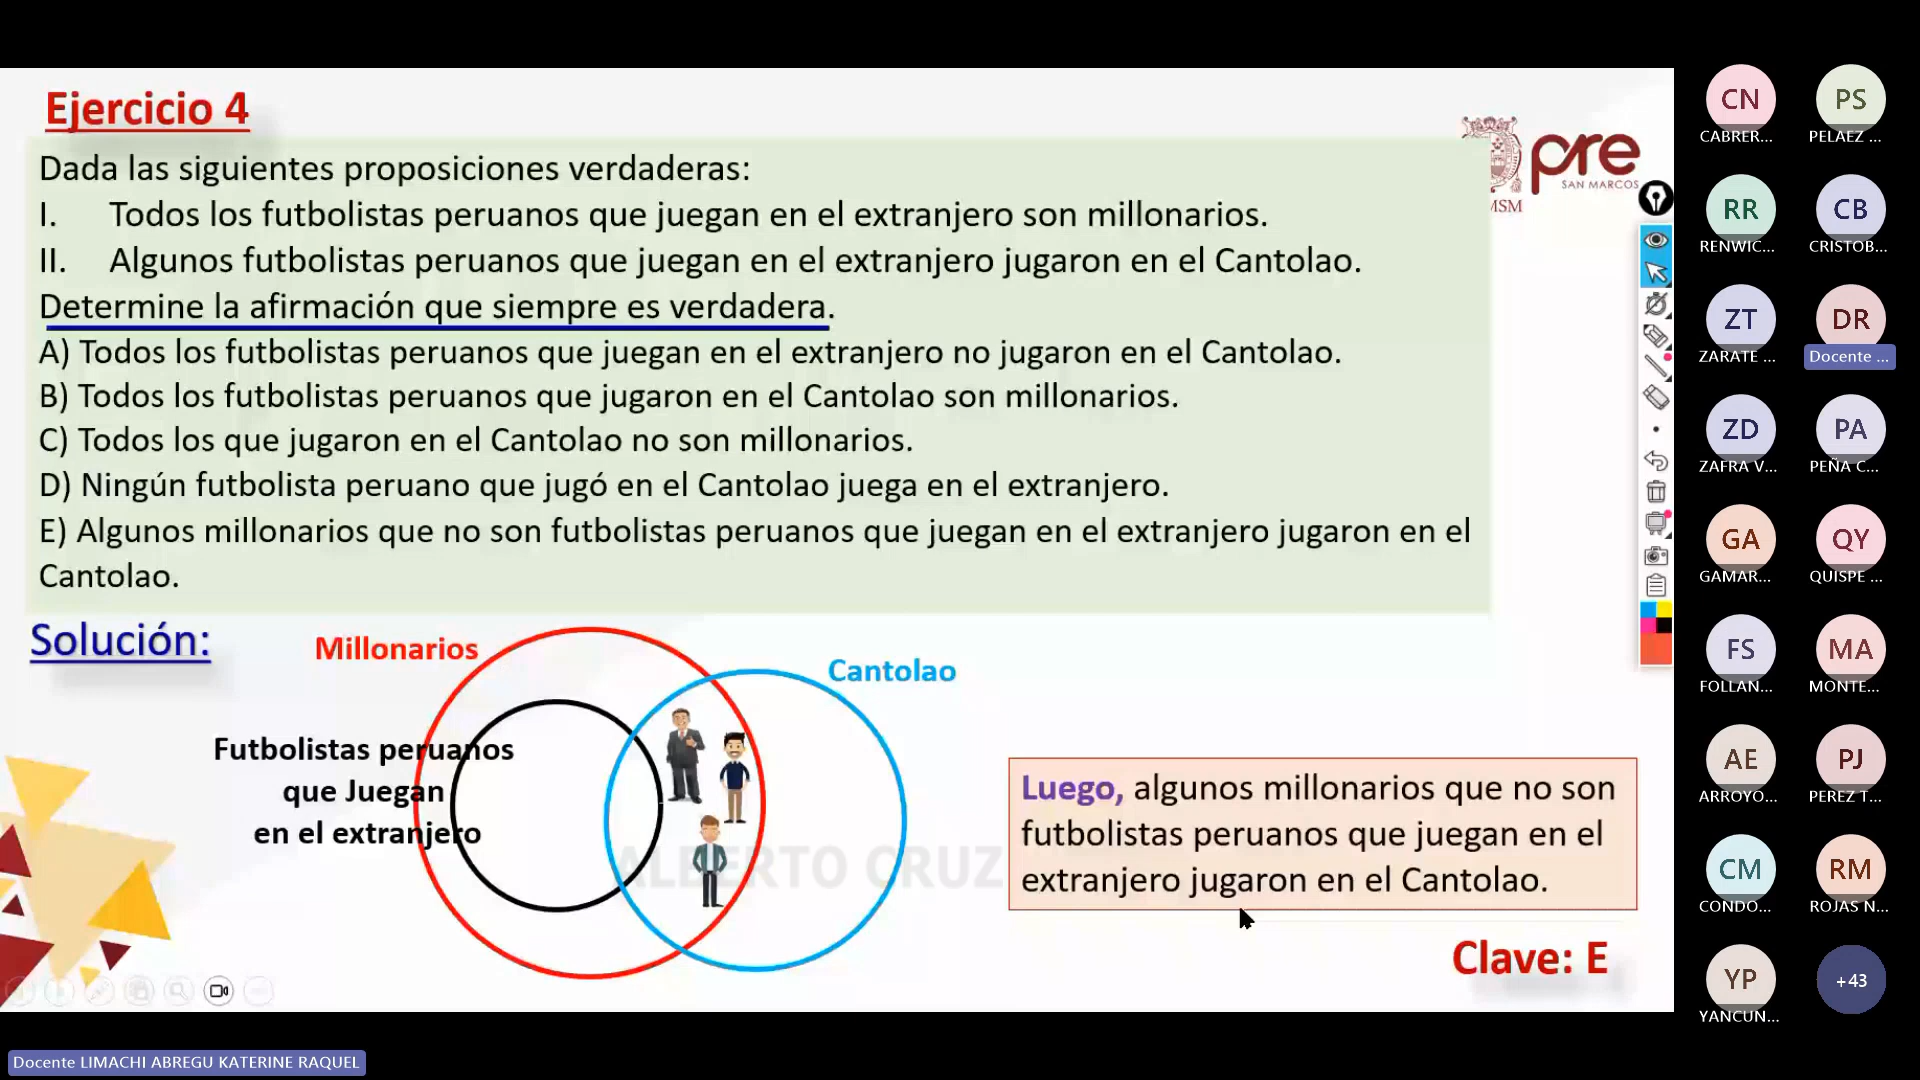 Ejercicio 4
Dada las siguientes proposiciones verdaderas:
I. Todos los futbolistas peruanos que juegan en el extranjero son millonarios.
II. Algunos futbolistas peruanos que juegan en el extranjero jugaron en el Cantolao.
Determine la afirmación que siempre es verdadera.
A) Todos los futbolistas peruanos que juegan en el extranjero no jugaron en el Cantolao.
B) Todos los futbolistas peruanos que jugaron en el Cantolao son millonarios.
C) Todos los que jugaron en el Cantolao no son millonarios.
D) Ningún futbolista peruano que jugó en el Cantolao juega en el extranjero.
E) Algunos millonarios que no son futbolistas peruanos que juegan en el extranjero jugaron en el
Cantolao.
pre
SAN MARCOS
MSM
Solución:
Millonarios
Cantolao
Futbolistas peruanos
que Juegan
en el extranjero
ALBERTO CRUZ
Luego, algunos millonarios que no son
futbolistas peruanos que juegan en el
extranjero jugaron en el Cantolao.
Clave: E
CN
CABRER...
PS
PELAEZ ...
RR
RENWIC...
CB
CRISTOB...
ZT
ZARATE ...
DR
Docente ...
ZD
ZAFRA V...
PA
PEÑA C...
GA
GAMAR...
QY
QUISPE ...
FS
FOLLAN...
MA
MONTE...
AE
ARROYO...
PJ
PEREZ T...
CM
CONDO...
RM
ROJAS N...
YP
YANCUN...
+43
Docente LIMACHI ABREGU KATERINE RAQUEL